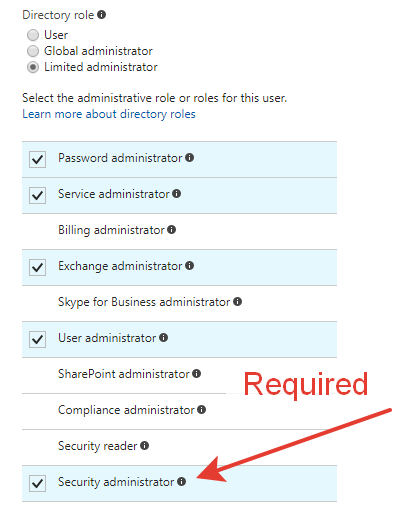 Directory role
User
Global administrator
Limited administrator
Select the administrative role or roles for this user.
Learn more about directory roles
Password administrator
Service administrator
Billing administrator
Exchange administrator
Skype for Business administrator
User administrator
SharePoint administrator
Required
Compliance administrator
Security reader
Security administrator